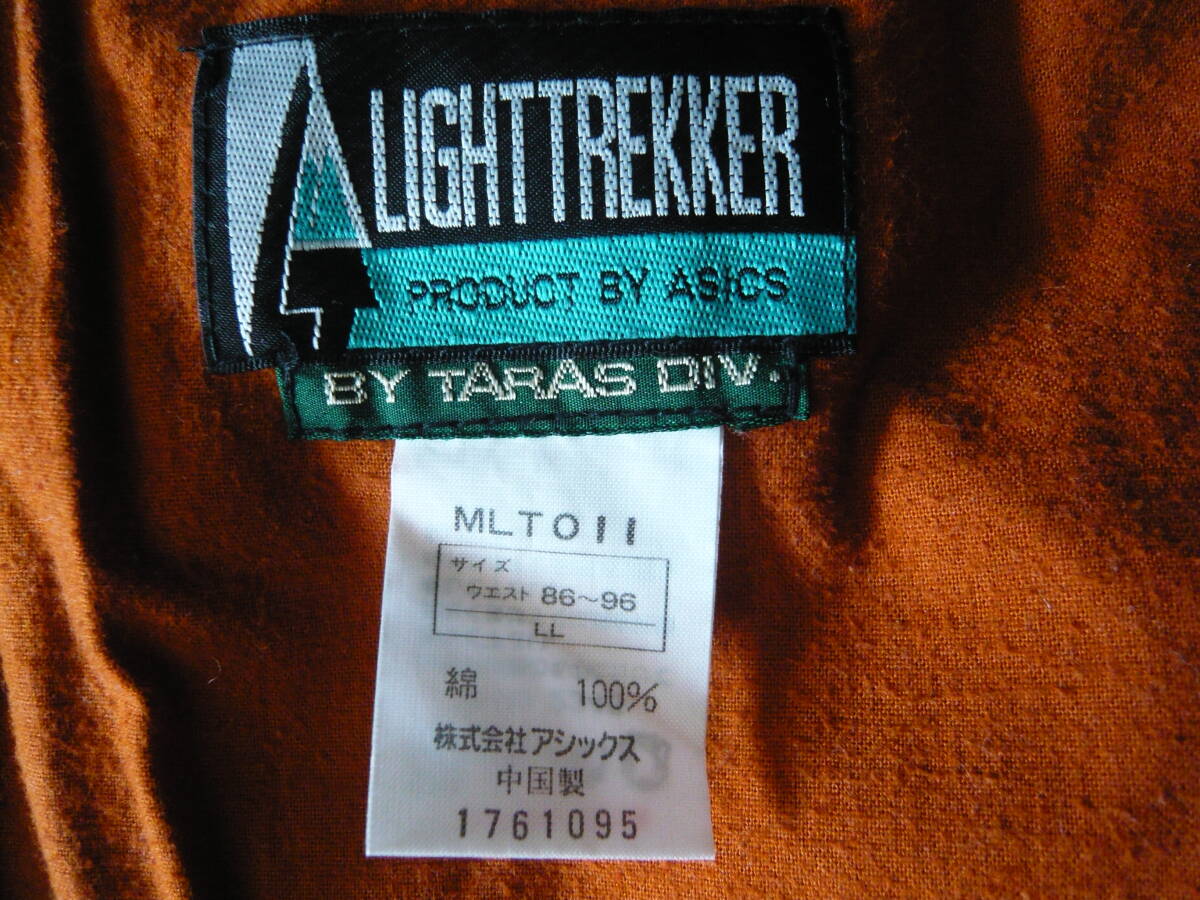 LIGHTTREKKER
PRODUCT BY ASICS
BY TARAS DIV.
MLT011
サイズ
ウエスト 86~96
LL
綿 100%
株式会社アシックス
中国製
1761095